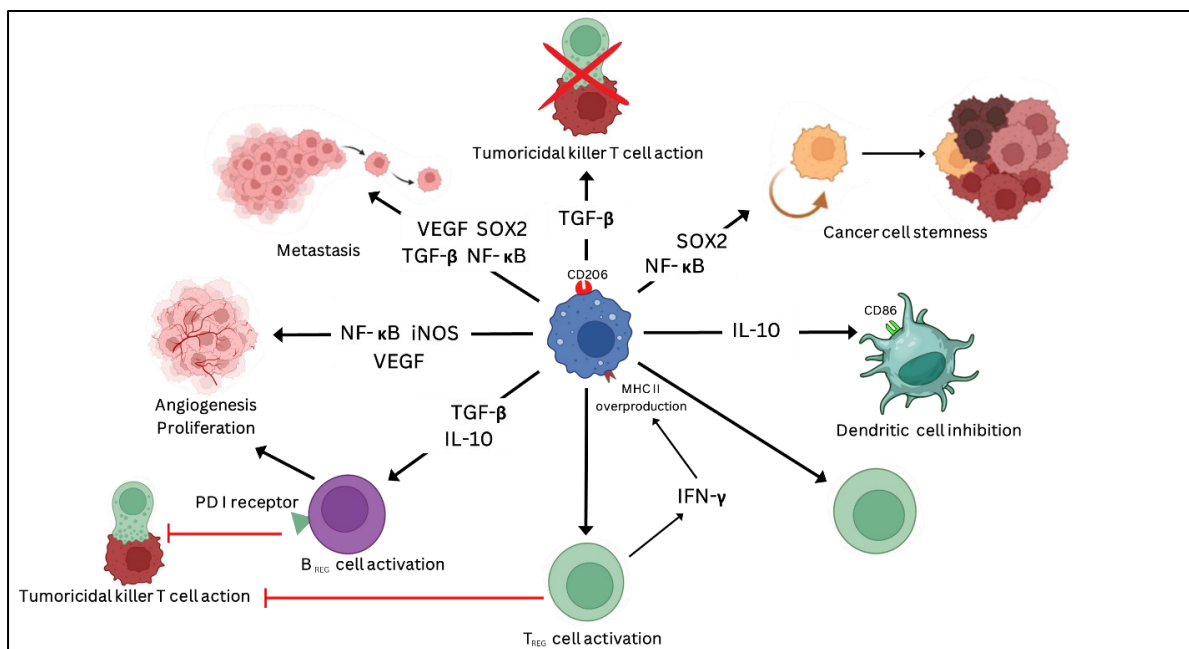 Tumoricidal killer T cell action
Metastasis
VEGF SOX2
TGF-β NF-κB
TGF-β
CD206
SOX2
NF-κB
Cancer cell stemness
NF-κB iNOS
VEGF
IL-10
CD86
Angiogenesis
Proliferation
TGF-β
IL-10
MHC II
overproduction
Dendritic cell inhibition
PD I receptor
IFN-γ
B REG cell activation
Tumoricidal killer T cell action
TREG cell activation